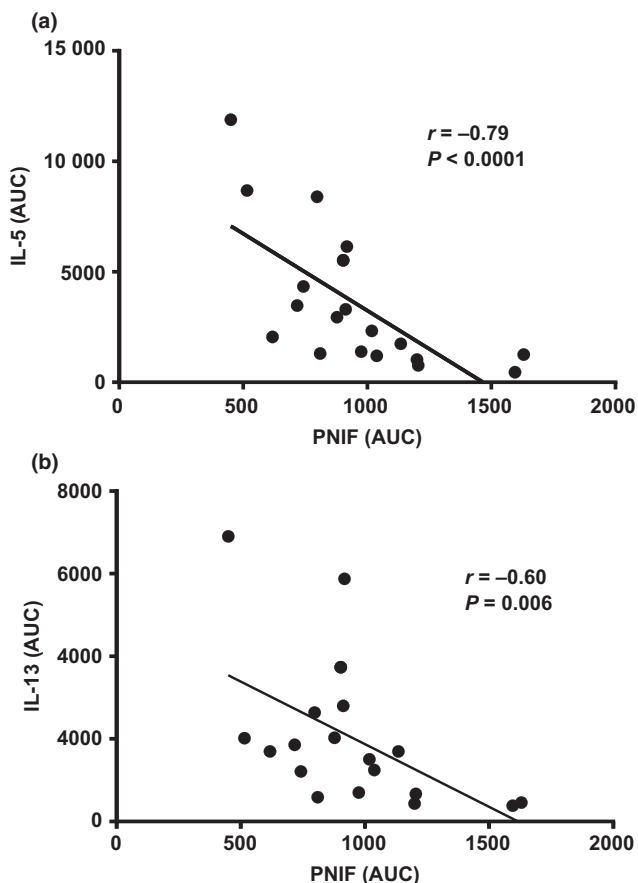 (a)
15 000
10 000
5000
0
IL-5 (AUC)
r = –0.79
P < 0.0001
0 500 1000 1500 2000
PNIF (AUC)
(b)
8000
6000
4000
4000
0
IL-13 (AUC)
r = –0.60
P = 0.006
0 500 1000 1500 2000
PNIF (AUC)